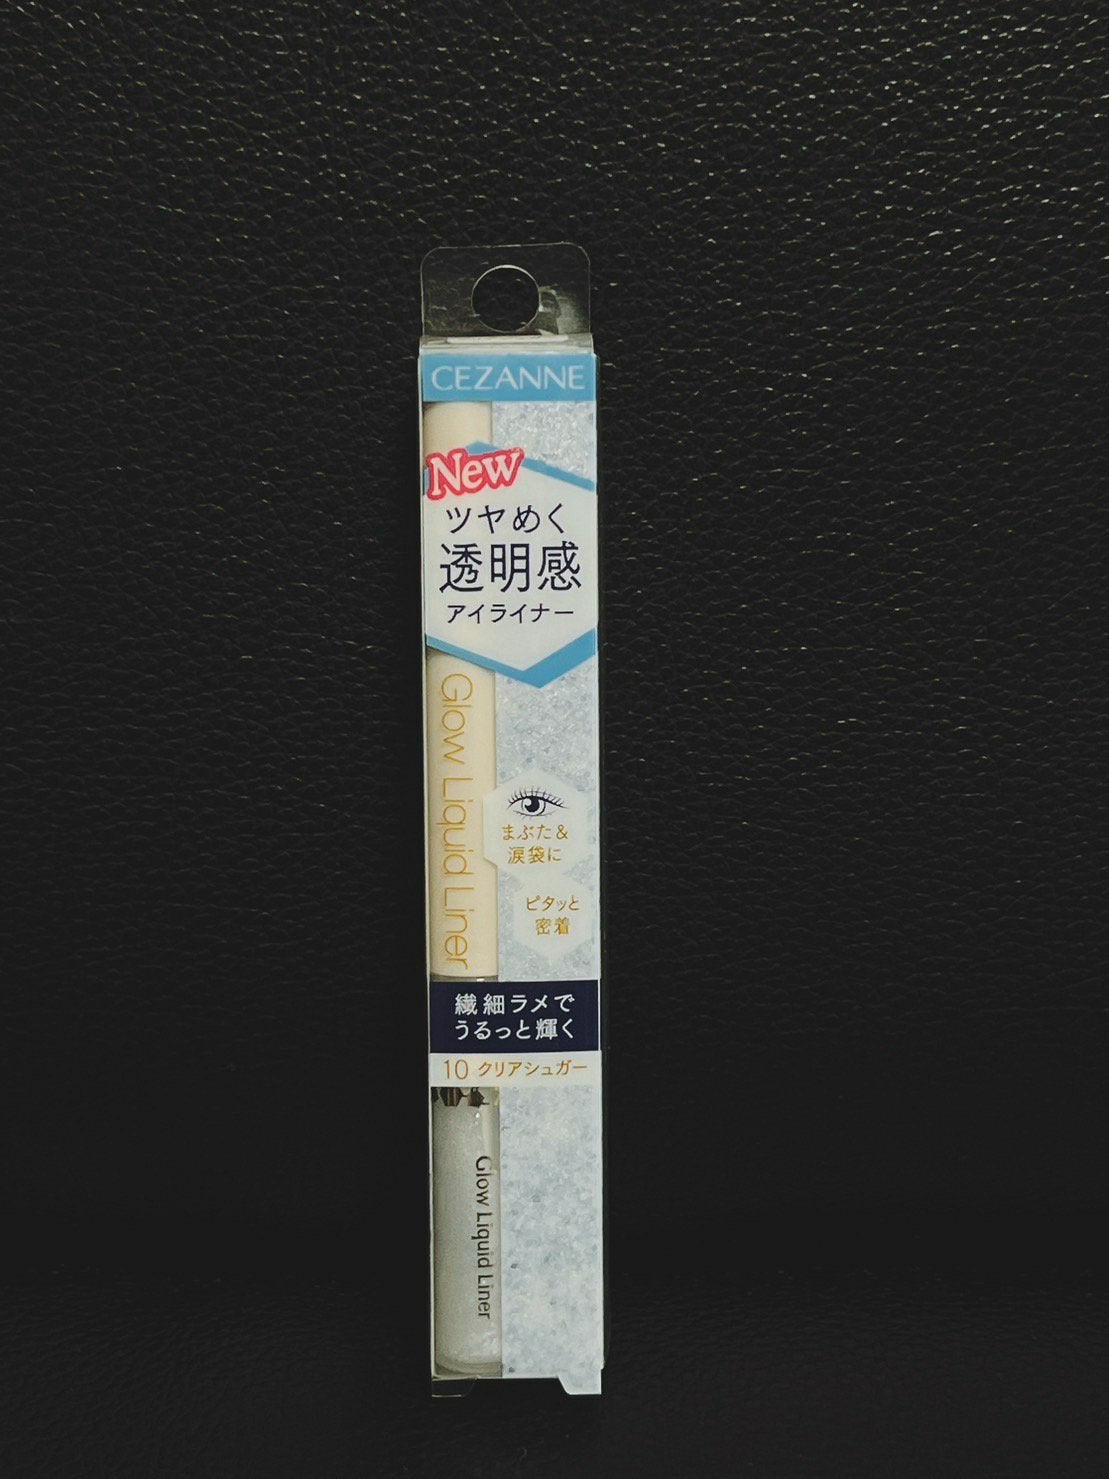 CEZANNE
New
ツヤめく
透明感
アイライナー
Glow Liquid Liner
まぶた&
涙袋に
ピタッと
密着
繊細ラメで
うるっと輝く
10 クリアシュガー
Glow Liquid Liner